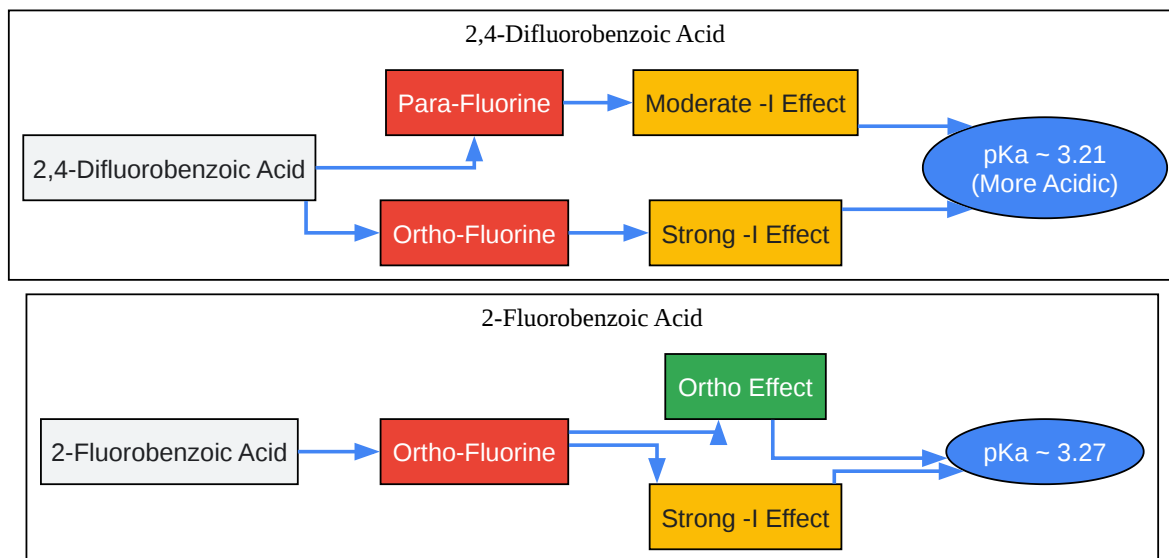 2,4-Difluorobenzoic Acid
Para-Fluorine
Moderate -I Effect
2,4-Difluorobenzoic Acid
pKa ~ 3.21
(More Acidic)
Ortho-Fluorine
Strong -I Effect
2-Fluorobenzoic Acid
Ortho Effect
2-Fluorobenzoic Acid
Ortho-Fluorine
pKa ~ 3.27
Strong -I Effect